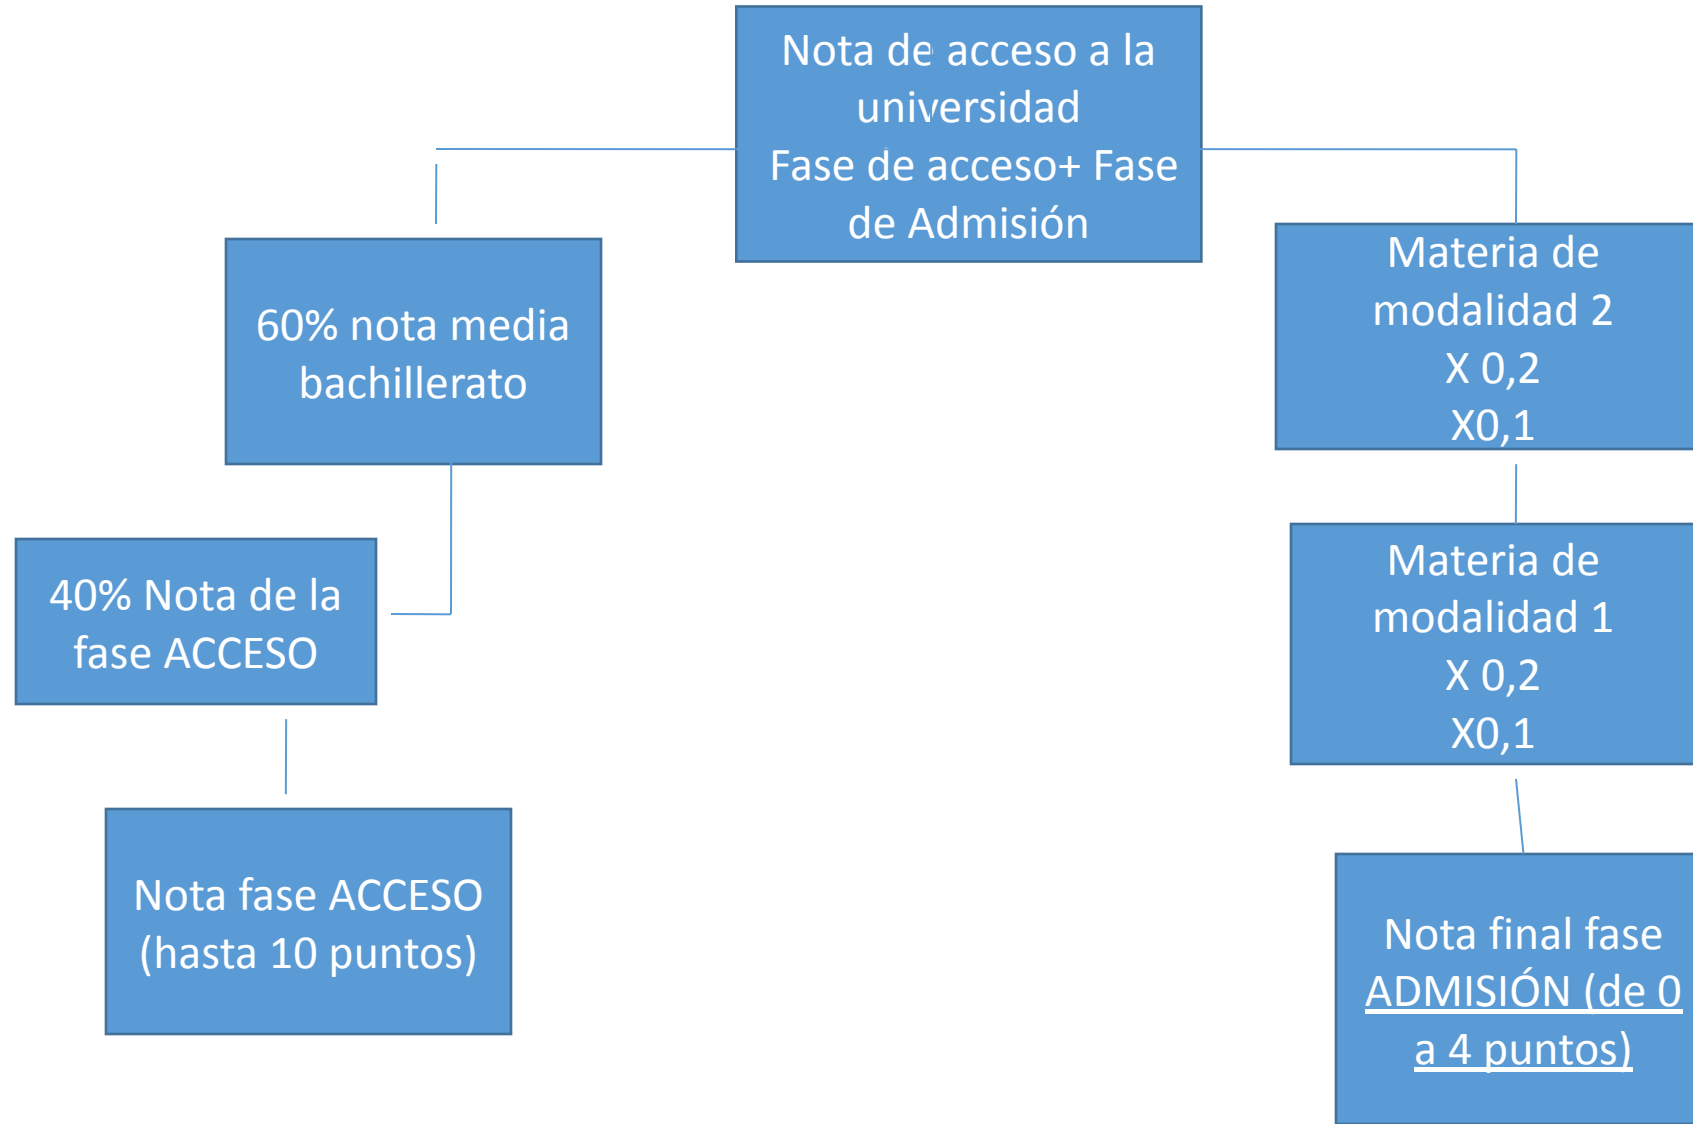 Nota de acceso a la
universidad
Fase de acceso+ Fase
de Admisión
60% nota media
bachillerato
40% Nota de la
fase ACCESO
Nota fase ACCESO
(hasta 10 puntos)
Materia de
modalidad 2
X 0,2
X0,1
Materia de
modalidad 1
X 0,2
X0,1
Nota final fase
ADMISIÓN (de 0
a 4 puntos)